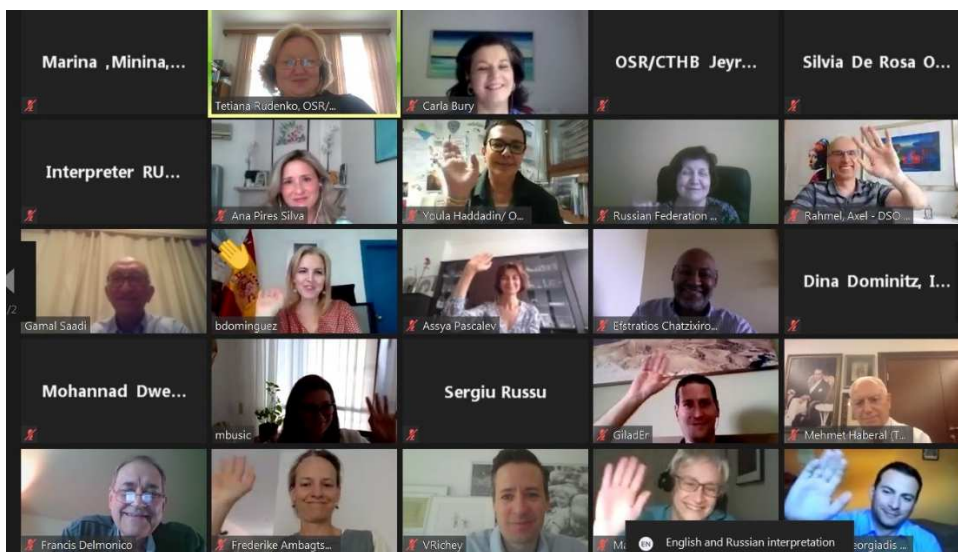 Marina ,Minina,...
Tetiana Rudenko, OSR/...
Carla Bury
OSR/CTHB Jeyr...
Silvia De Rosa O...
Interpreter RU...
Ana Pires Silva
Youla Haddadin/ O...
Russian Federation ...
Rahmel, Axel - DSO ...
/2
Gamal Saadi
bdominguez
Assya Pascalev
Efstratios Chatzixiro...
Dina Dominitz, I...
Mohannad Dwe...
mbusic
Sergiu Russu
GiladEr
Mehmet Haberal (T...
Francis Delmonico
Frederike Ambagts...
VRichey
EN English and Russian interpretation